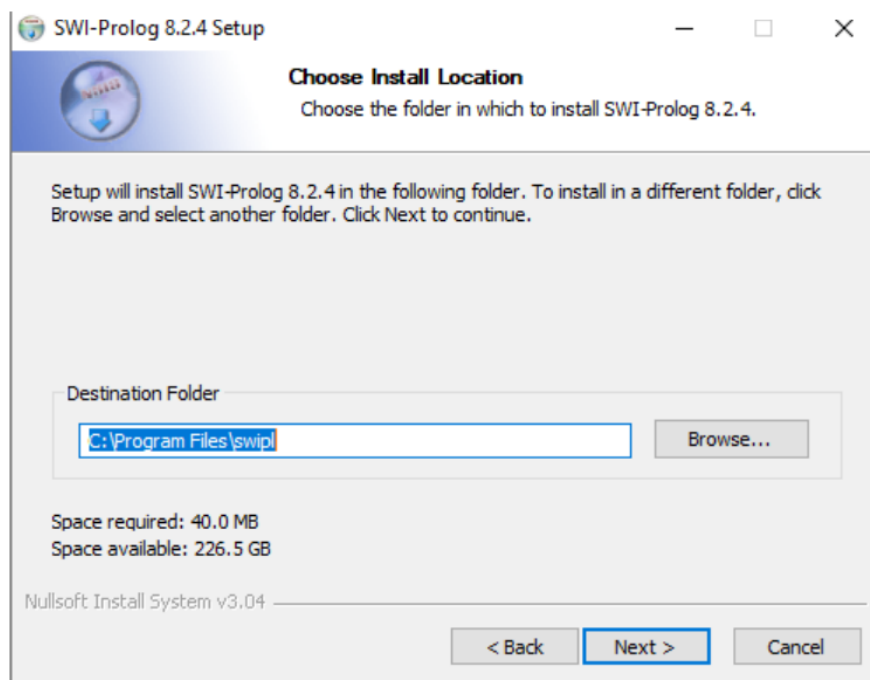 SWI-Prolog 8.2.4 Setup
Choose Install Location
Choose the folder in which to install SWI-Prolog 8.2.4.
Setup will install SWI-Prolog 8.2.4 in the following folder. To install in a different folder, click
Browse and select another folder. Click Next to continue.
Destination Folder
C:\Program Files\swipl
Browse...
Space required: 40.0 MB
Space available: 226.5 GB
Nullsoft Install System v3.04
< Back
Next >
Cancel